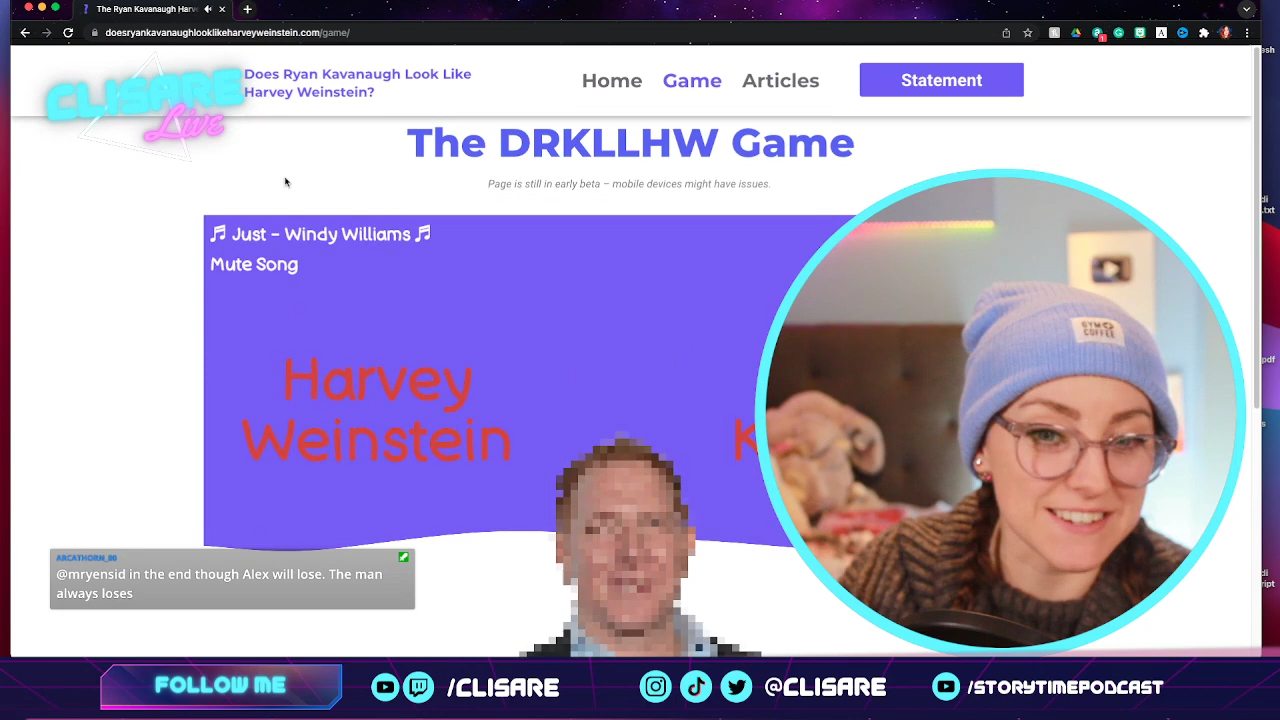 The Ryan Kavanaugh Harv
doesryankavanaughlooklikeharveyweinstein.com/game/
CLISARE
Live
Does Ryan Kavanaugh Look Like
Harvey Weinstein?
Home Game Articles Statement
The DRKLLHW Game
Page is still in early beta – mobile devices might have issues.
Just - Windy Williams
Mute Song
Harvey
Weinstein
K
GYM
COFFEE
ARCATHORN_80
@mryensid in the end though Alex will lose. The man
always loses
FOLLOW ME
/CLISARE
@CLISARE
/STORYTIMEPODCAST